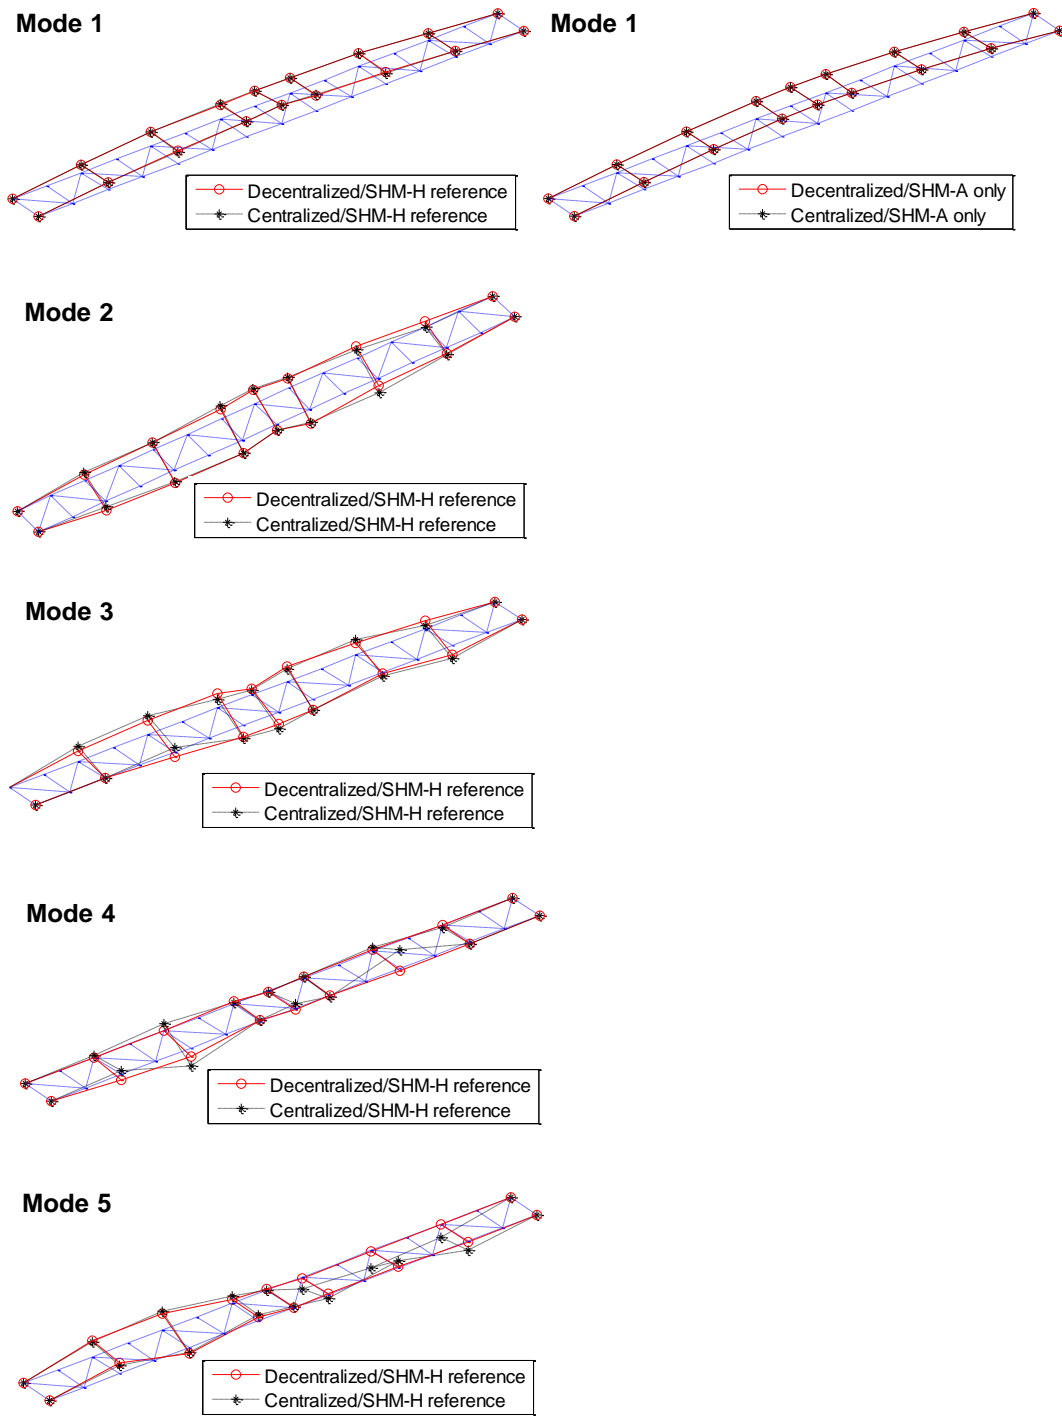 Mode 1
Decentralized/SHM-H reference
Centralized/SHM-H reference
Mode 1
Decentralized/SHM-A only
Centralized/SHM-A only
Mode 2
Decentralized/SHM-H reference
Centralized/SHM-H reference
Mode 3
Decentralized/SHM-H reference
Centralized/SHM-H reference
Mode 4
Decentralized/SHM-H reference
Centralized/SHM-H reference
Mode 5
Decentralized/SHM-H reference
Centralized/SHM-H reference